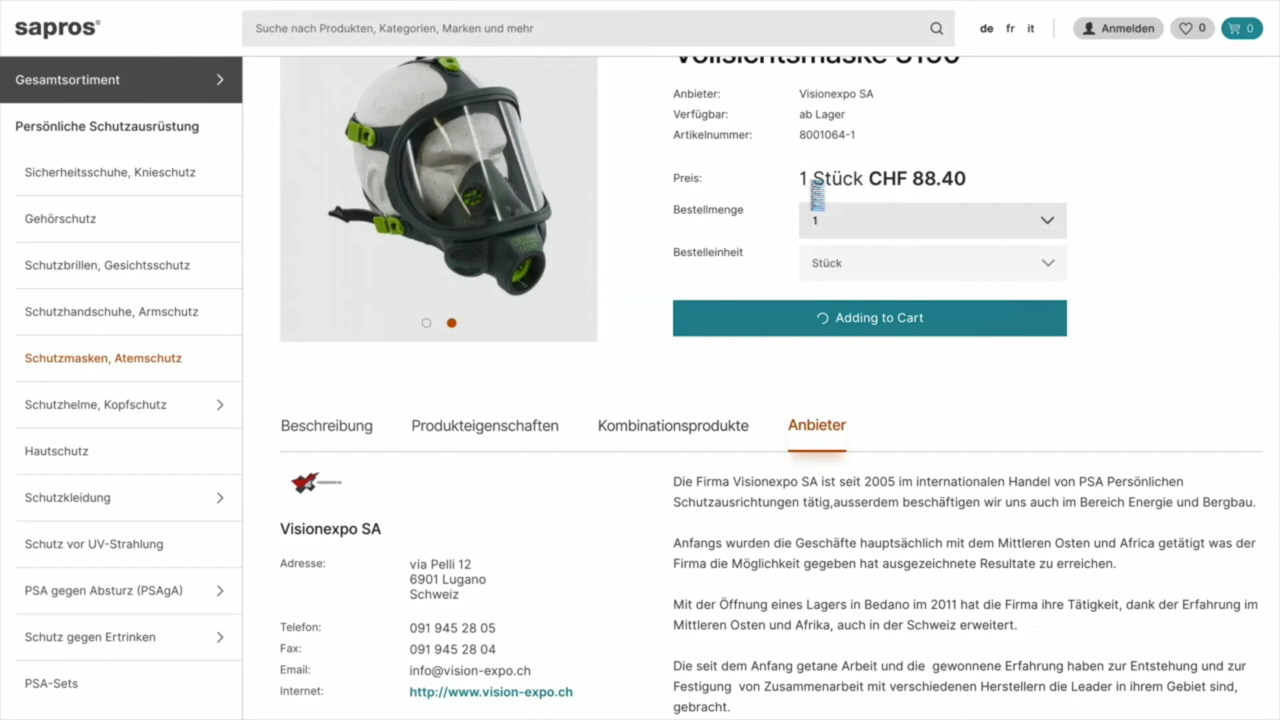 sapros®
Suche nach Produkten, Kategorien, Marken und mehr
de fr it
Anmelden
0
0
Gesamtsortiment
Persönliche Schutzausrüstung
Sicherheitsschuhe, Knieschutz
Gehörschutz
Schutzbrillen, Gesichtsschutz
Schutzhandschuhe, Armschutz
Schutzmasken, Atemschutz
Schutzhelme, Kopfschutz
Hautschutz
Schutzkleidung
Schutz vor UV-Strahlung
PSA gegen Absturz (PSAgA)
Schutz gegen Ertrinken
PSA-Sets
Vollsichtsmaske
Anbieter: Visionexpo SA
Verfügbar: ab Lager
Artikelnummer: 8001064-1
Preis: 1 Stück CHF 88.40
Bestellmenge 1
Bestelleinheit Stück
Adding to Cart
Beschreibung Produkteigenschaften Kombinationsprodukte Anbieter
Visionexpo SA
Adresse: via Pelli 12
6901 Lugano
Schweiz
Telefon: 091 945 28 05
Fax: 091 945 28 04
Email: info@vision-expo.ch
Internet: http://www.vision-expo.ch
Die Firma Visionexpo SA ist seit 2005 im internationalen Handel von PSA Persönlichen
Schutzausrichtungen tätig,ausserdem beschäftigen wir uns auch im Bereich Energie und Bergbau.
Anfangs wurden die Geschäfte hauptsächlich mit dem Mittleren Osten und Africa getätigt was der
Firma die Möglichkeit gegeben hat ausgezeichnete Resultate zu erreichen.
Mit der Öffnung eines Lagers in Bedano im 2011 hat die Firma ihre Tätigkeit, dank der Erfahrung im
Mittleren Osten und Afrika, auch in der Schweiz erweitert.
Die seit dem Anfang getane Arbeit und die gewonnene Erfahrung haben zur Entstehung und zur
Festigung von Zusammenarbeit mit verschiedenen Herstellern die Leader in ihrem Gebiet sind,
gebracht.